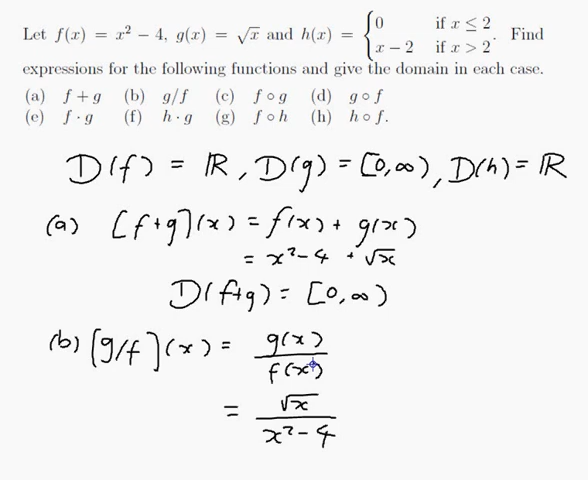 Let f(x) = x² − 4, g(x) = √x and h(x) = { 0 if x ≤ 2
x − 2 if x > 2 . Find
expressions for the following functions and give the domain in each case.
(a) f + g (b) g/f (c) f ∘ g (d) g ∘ f
(e) f · g (f) h · g (g) f ∘ h (h) h ∘ f.
D(f) = ℝ, D(g) = [0,∞), D(h) = ℝ
(a) [f+g](x) = f(x) + g(x)
= x²−4 + √x
D(f+g) = [0,∞)
(b) [g/f](x) = g(x)
f(x)
= √x
x²−4